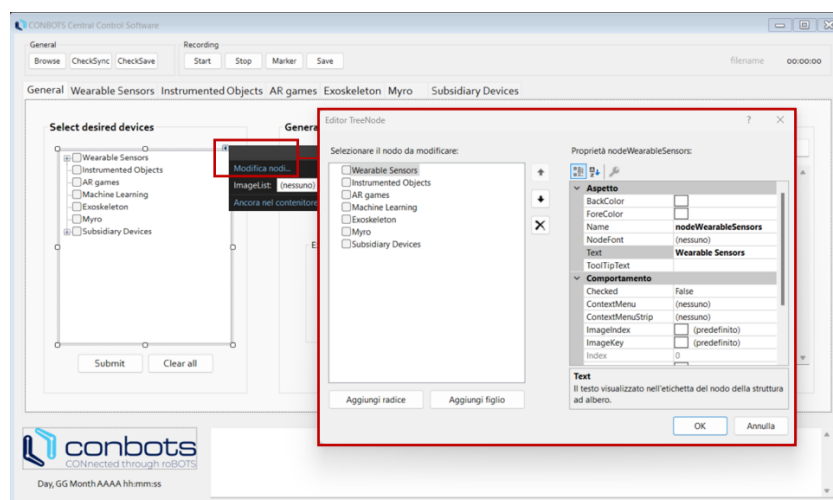 CONBOTS Central Control Software
General
Recording
Browse CheckSync CheckSave
Start Stop Marker Save
filename 00:00:00
General Wearable Sensors Instrumented Objects AR games Exoskeleton Myro Subsidiary Devices
Select desired devices
Wearable Sensors
Instrumented Objects
AR games
Machine Learning
Exoskeleton
Myro
Subsidiary Devices
Submit Clear all
Genera
Modifica nodi...
ImageList: (nessuno)
Ancora nel contenitore
Editor TreeNode
Selezionare il nodo da modificare:
Wearable Sensors
Instrumented Objects
AR games
Machine Learning
Exoskeleton
Myro
Subsidiary Devices
Aggiungi radice Aggiungi figlio
Proprietà nodeWearableSensors:
Aspetto
BackColor
ForeColor
Name nodeWearableSensors
NodeFont (nessuno)
Text Wearable Sensors
ToolTipText
Comportamento
Checked False
ContextMenu (nessuno)
ContextMenuStrip (nessuno)
ImageIndex (predefinito)
ImageKey (predefinito)
Index 0
Text
Il testo visualizzato nell'etichetta del nodo della struttura
ad albero.
OK Annulla
conbots
CONnected through roBOTS
Day, GG Month AAAA hh:mm:ss